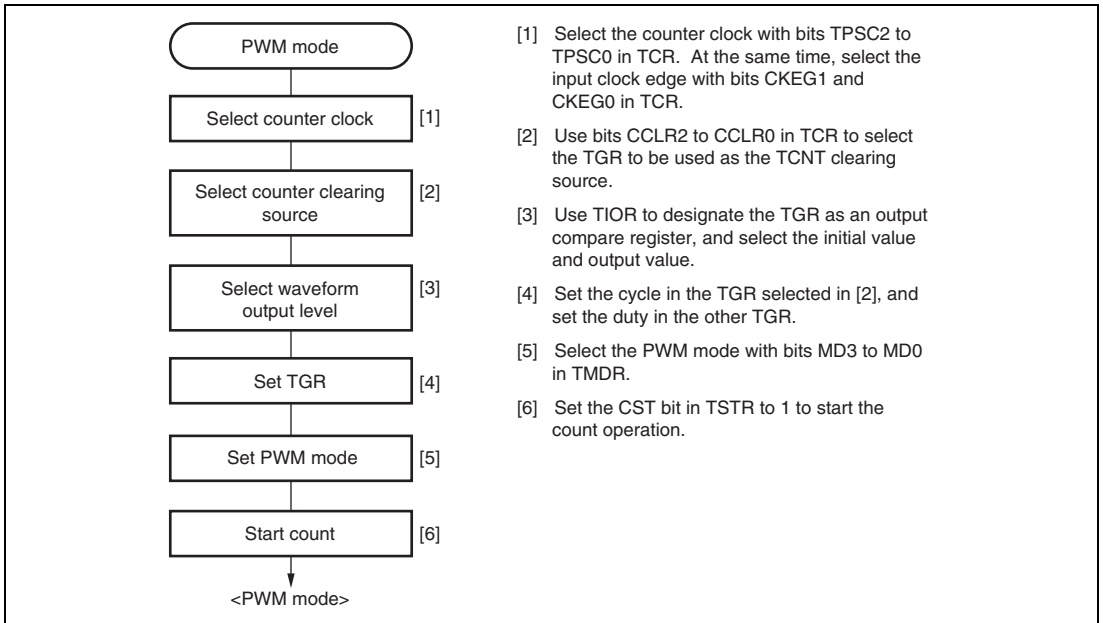 PWM mode
Select counter clock
[1]
Select counter clearing
source
[2]
Select waveform
output level
[3]
Set TGR
[4]
Set PWM mode
[5]
Start count
[6]
<PWM mode>
[1] Select the counter clock with bits TPSC2 to
TPSC0 in TCR. At the same time, select the
input clock edge with bits CKEG1 and
CKEG0 in TCR.
[2] Use bits CCLR2 to CCLR0 in TCR to select
the TGR to be used as the TCNT clearing
source.
[3] Use TIOR to designate the TGR as an output
compare register, and select the initial value
and output value.
[4] Set the cycle in the TGR selected in [2], and
set the duty in the other TGR.
[5] Select the PWM mode with bits MD3 to MD0
in TMDR.
[6] Set the CST bit in TSTR to 1 to start the
count operation.